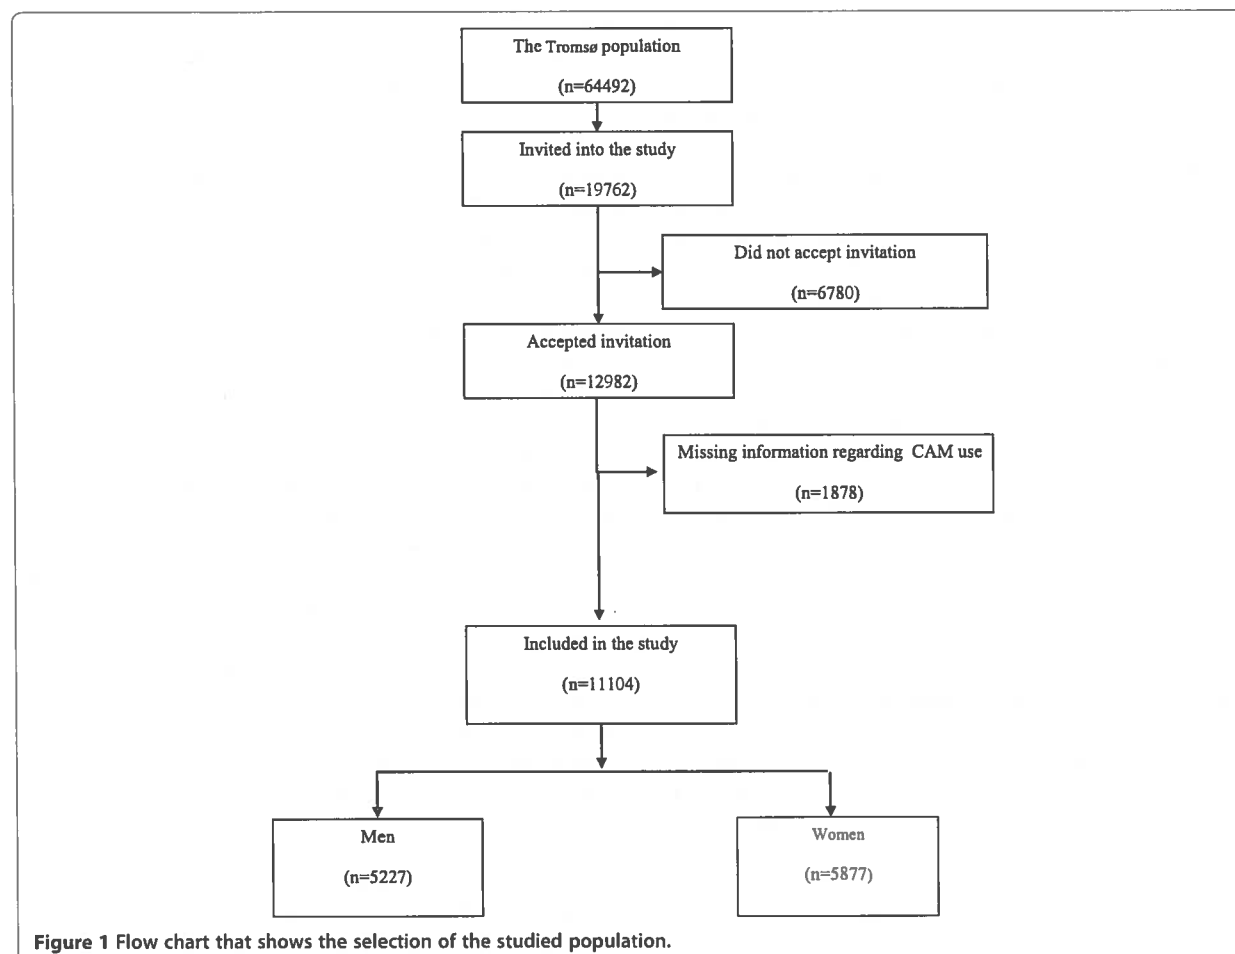 The Tromsø population
(n=64492)
Invited into the study
(n=19762)
Did not accept invitation
(n=6780)
Accepted invitation
(n=12982)
Missing information regarding CAM use
(n=1878)
Included in the study
(n=11104)
Men
(n=5227)
Women
(n=5877)
Figure 1 Flow chart that shows the selection of the studied population.